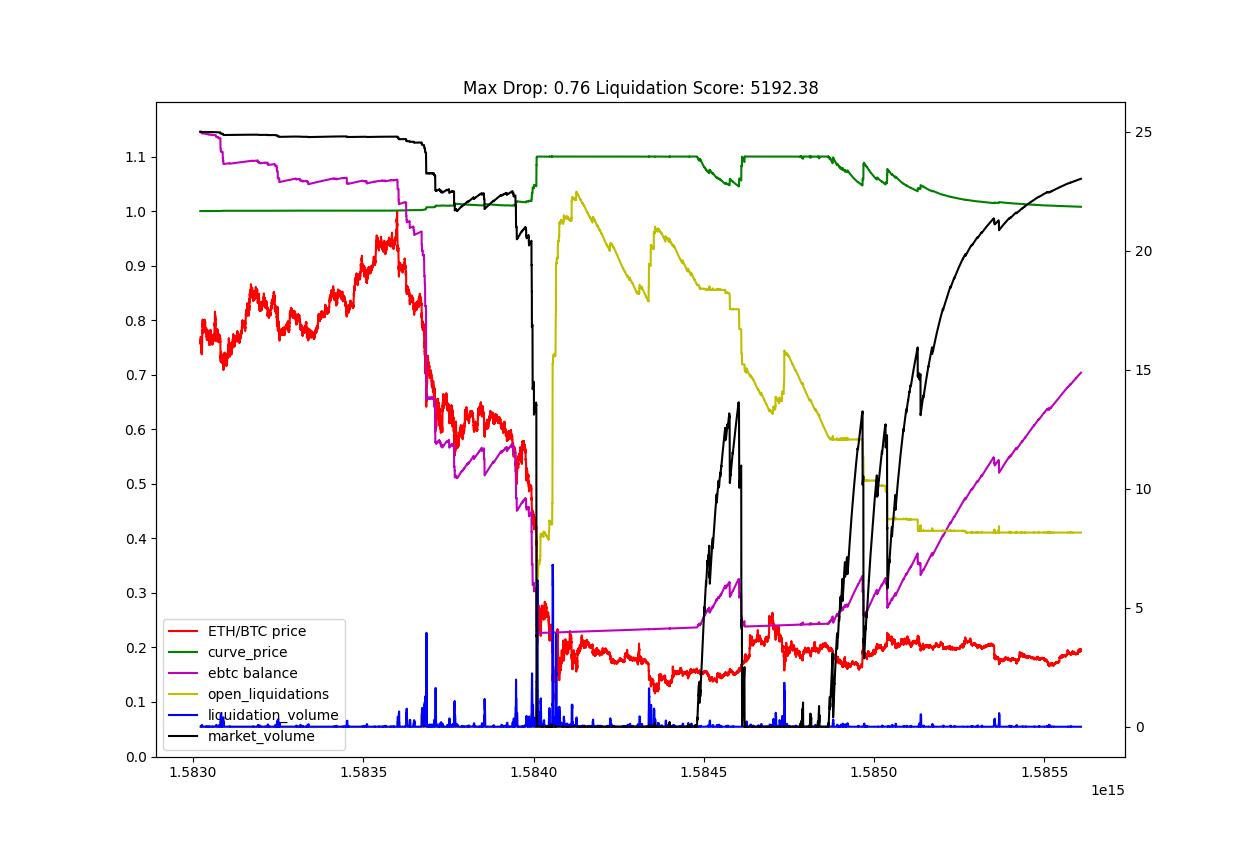 Max Drop: 0.76 Liquidation Score: 5192.38
1.1
1.0
0.9
0.8
0.7
0.6
0.5
0.4
0.3
0.2
0.1
0.0
25
20
15
10
5
0
ETH/BTC price
curve_price
ebtc balance
open_liquidations
liquidation_volume
market_volume
1.5830 1.5835 1.5840 1.5845 1.5850 1.5855
1e15